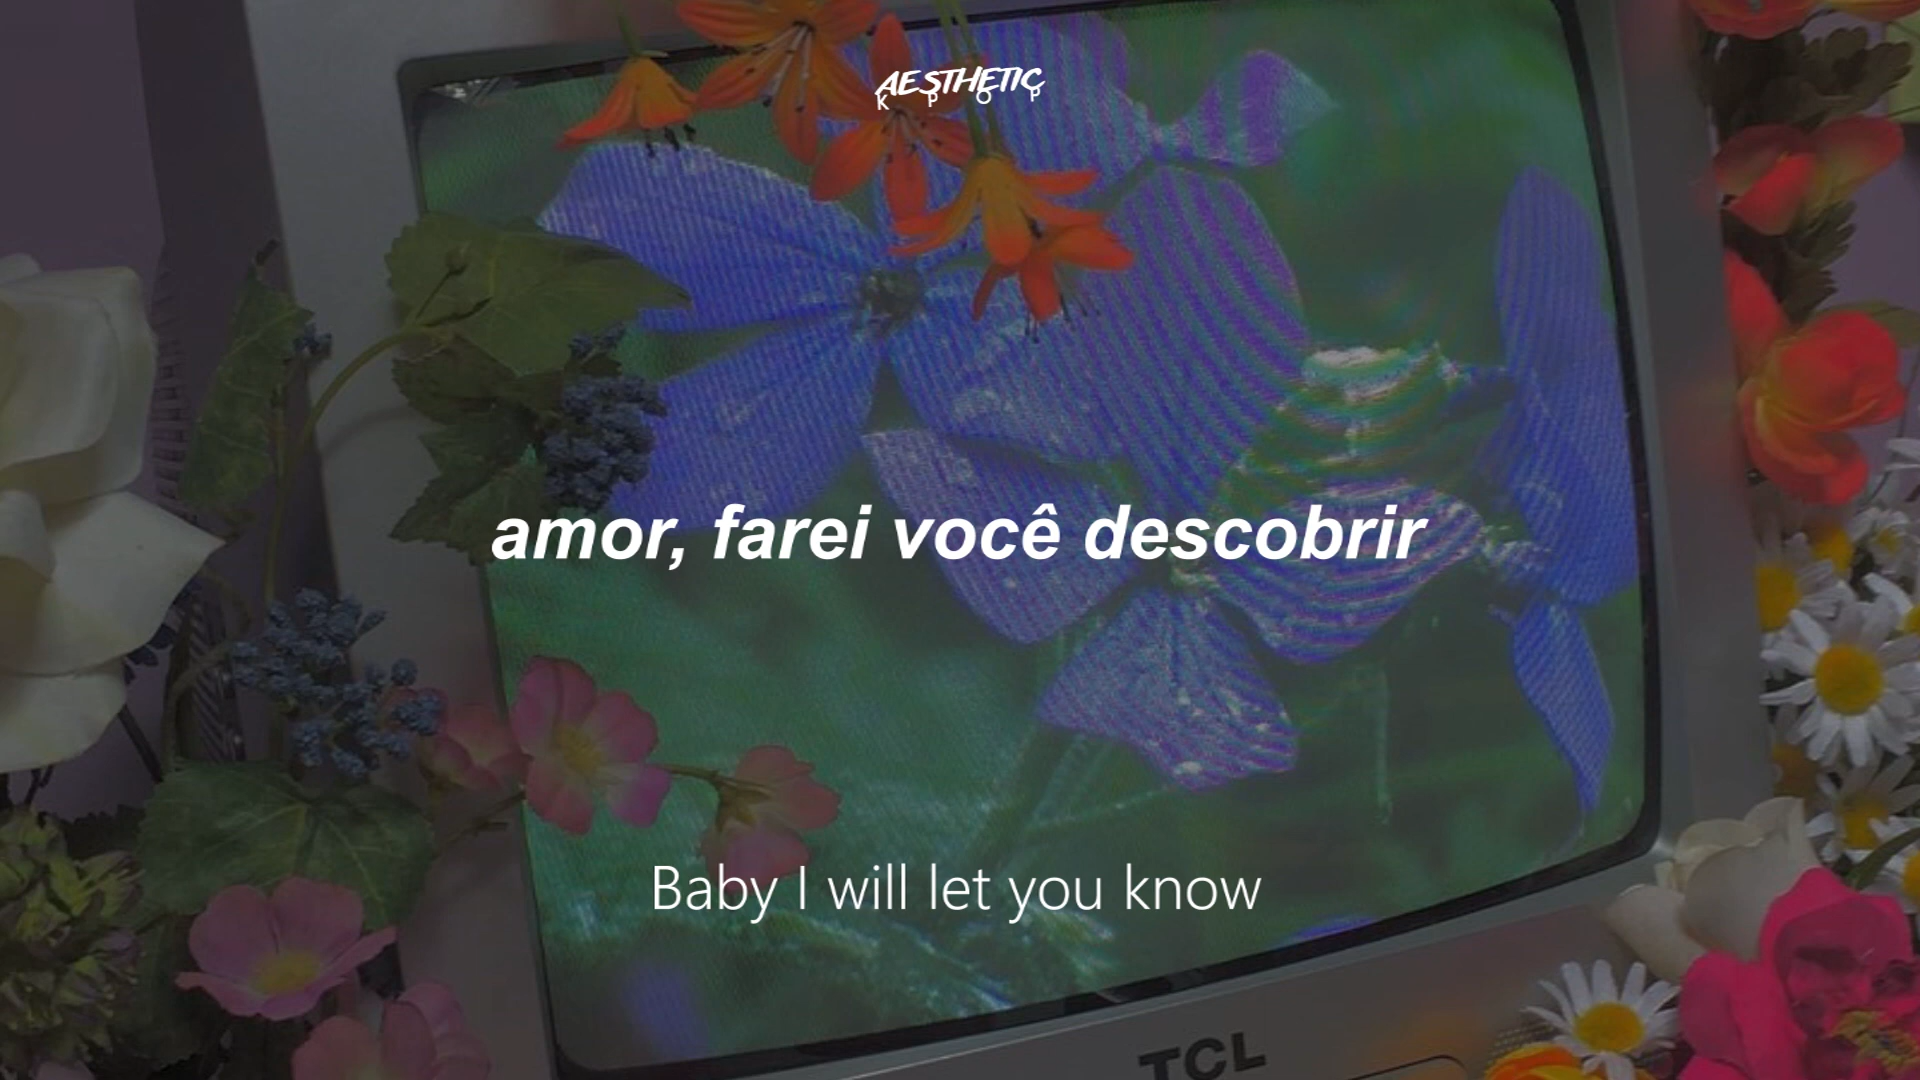 AESTHETIC
KPOP
amor, farei você descobrir
Baby I will let you know
TCL